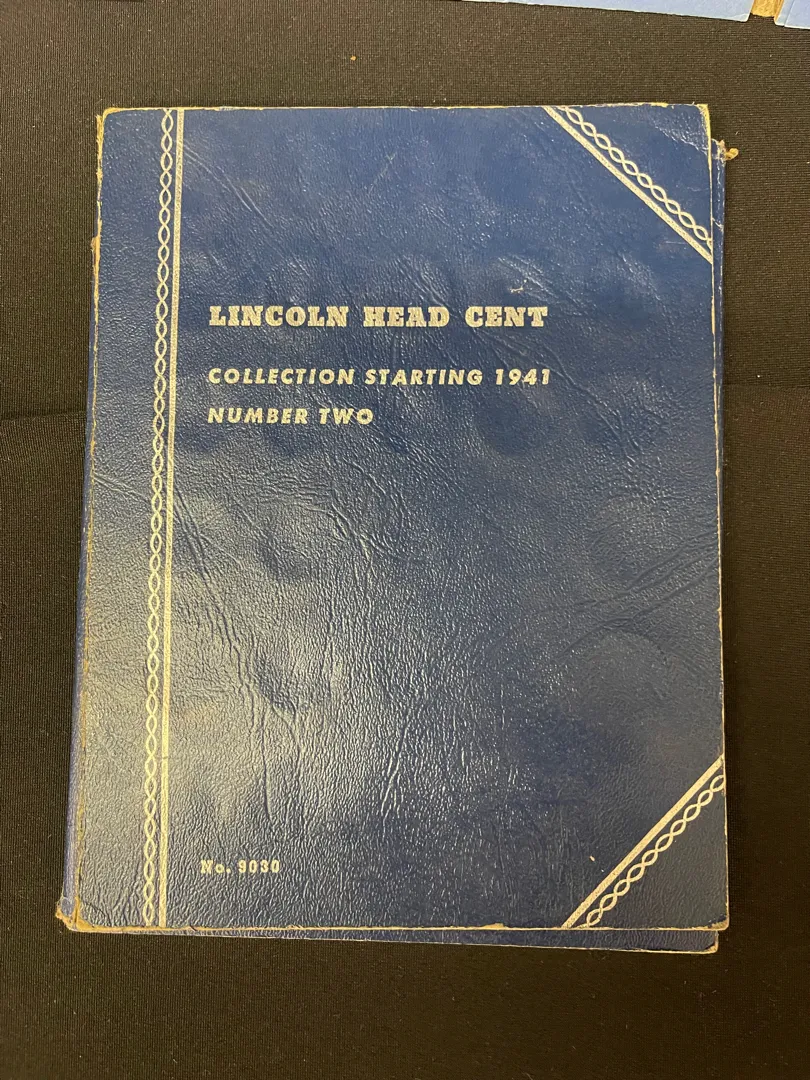 LINCOLN HEAD CENT
COLLECTION STARTING 1941
NUMBER TWO
No. 9030